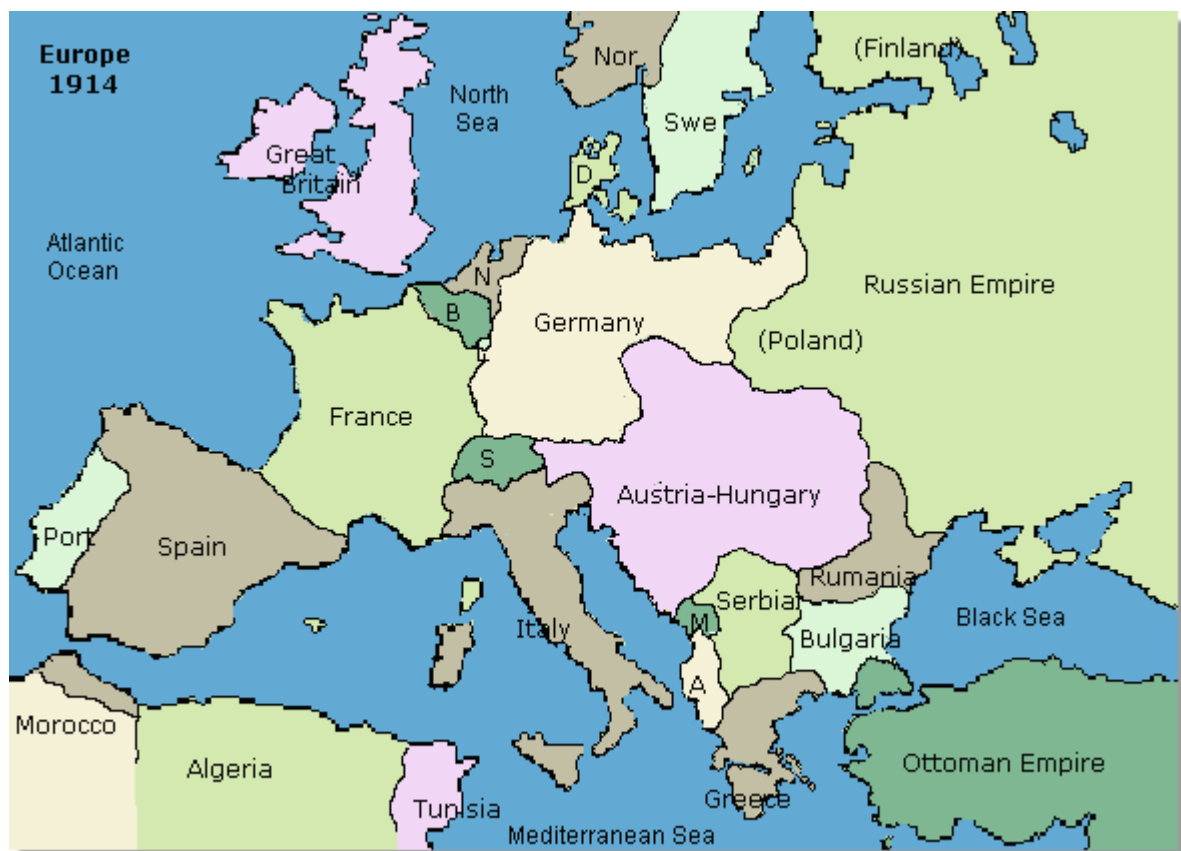 Europe
1914
Nor
(Finland)
North
Sea
Swe
Great
Britain
D
Atlantic
Ocean
N
Russian Empire
B
Germany
(Poland)
L
France
S
Austria-Hungary
Port
Spain
Rumania
Serbia
Black Sea
M
Italy
Bulgaria
A
Morocco
Algeria
Ottoman Empire
Tunisia
Greece
Mediterranean Sea